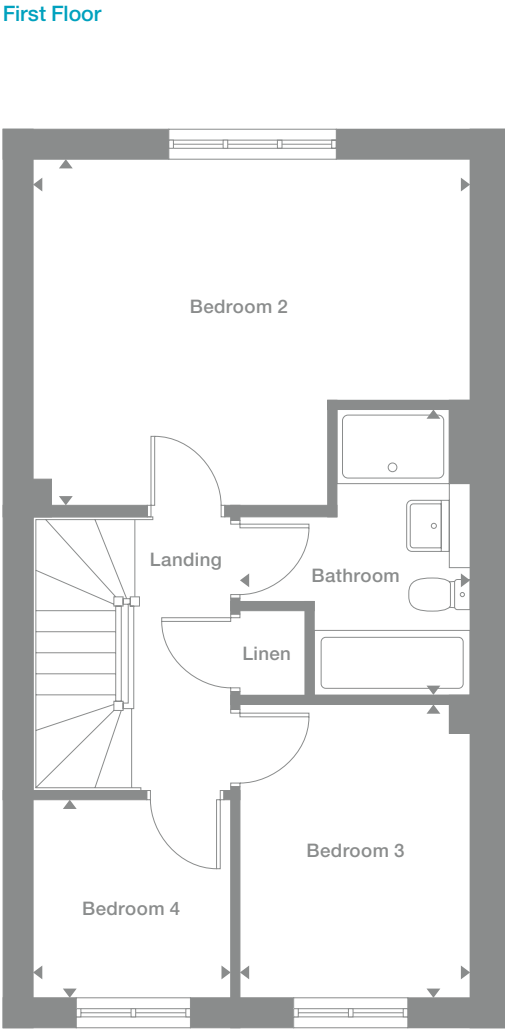 First Floor
Bedroom 2
Landing
Bathroom
Linen
Bedroom 3
Bedroom 4